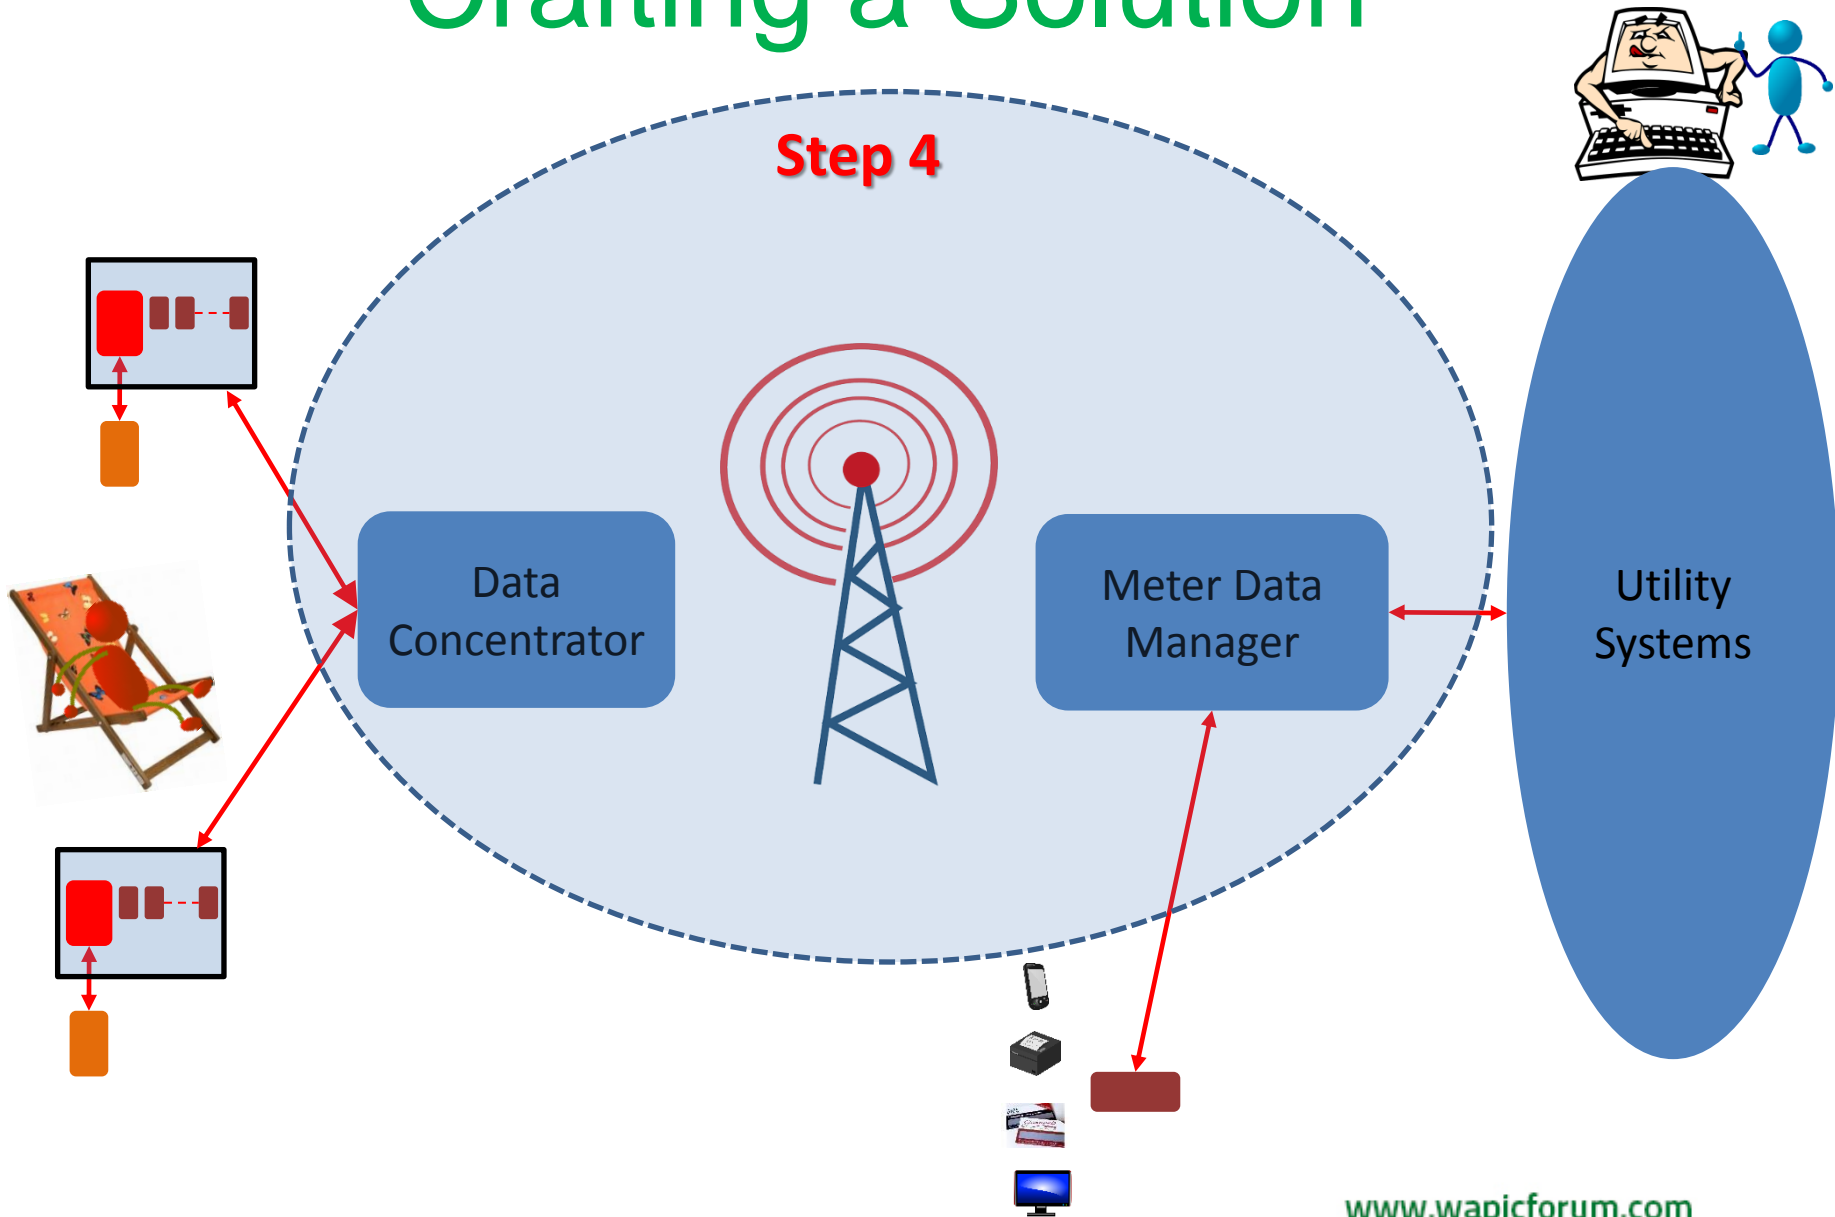 Crafting a Solution
Step 4
Data
Concentrator
Meter Data
Manager
Utility
Systems
www.wapicforum.com